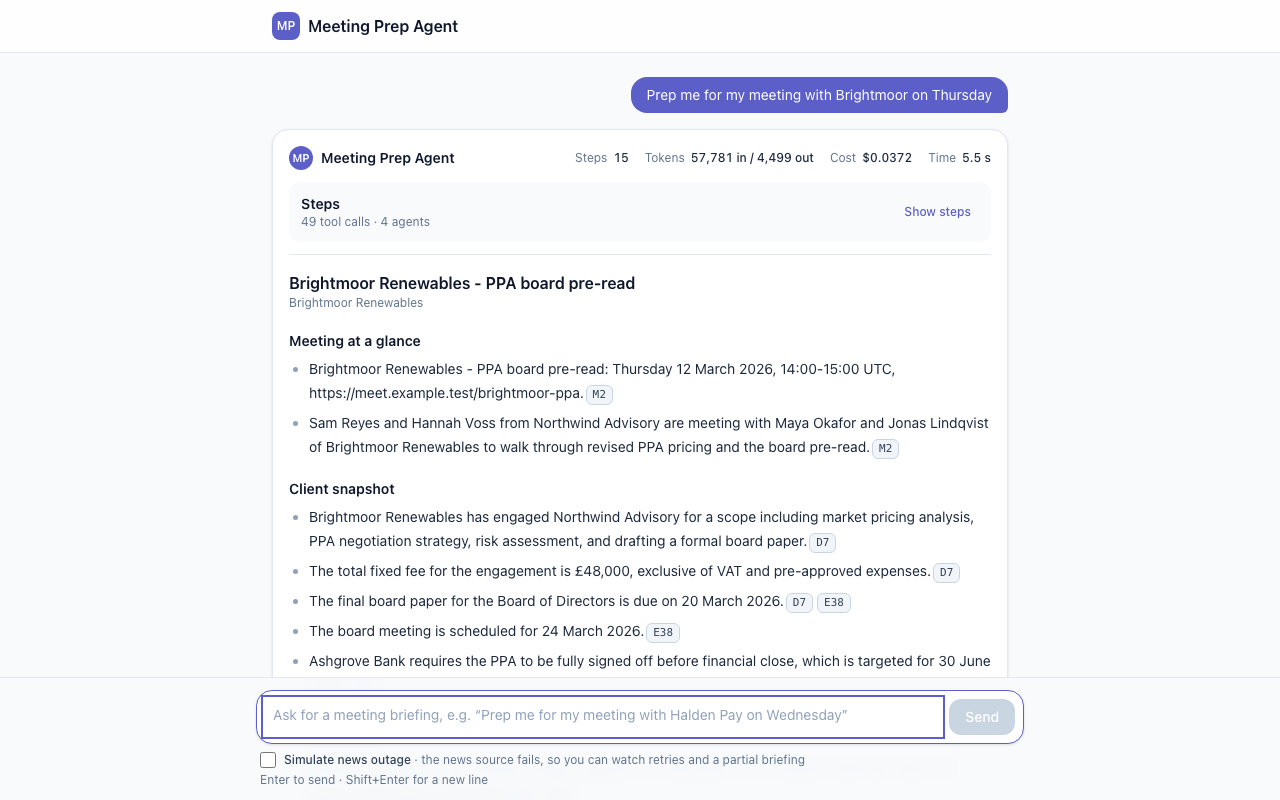 MP Meeting Prep Agent
Prep me for my meeting with Brightmoor on Thursday
MP Meeting Prep Agent Steps 15 Tokens 57,781 in / 4,499 out Cost $0.0372 Time 5.5 s
Steps
49 tool calls · 4 agents
Show steps
Brightmoor Renewables - PPA board pre-read
Brightmoor Renewables
Meeting at a glance
Brightmoor Renewables - PPA board pre-read: Thursday 12 March 2026, 14:00-15:00 UTC,
https://meet.example.test/brightmoor-ppa. M2
Sam Reyes and Hannah Voss from Northwind Advisory are meeting with Maya Okafor and Jonas Lindqvist
of Brightmoor Renewables to walk through revised PPA pricing and the board pre-read. M2
Client snapshot
Brightmoor Renewables has engaged Northwind Advisory for a scope including market pricing analysis,
PPA negotiation strategy, risk assessment, and drafting a formal board paper. D7
The total fixed fee for the engagement is £48,000, exclusive of VAT and pre-approved expenses. D7
The final board paper for the Board of Directors is due on 20 March 2026. D7 E38
The board meeting is scheduled for 24 March 2026. E38
Ashgrove Bank requires the PPA to be fully signed off before financial close, which is targeted for 30 June
Ask for a meeting briefing, e.g. “Prep me for my meeting with Halden Pay on Wednesday”
Send
Simulate news outage · the news source fails, so you can watch retries and a partial briefing
Enter to send · Shift+Enter for a new line